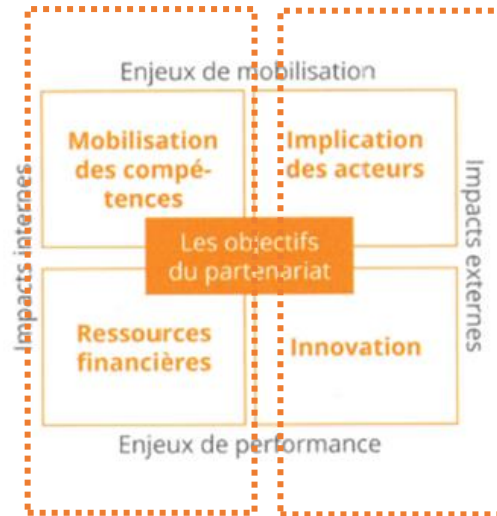 Enjeux de mobilisation
Mobilisation
des compé-
tences
Implication
des acteurs
Impacts internes
Impacts externes
Les objectifs
du partenariat
Ressources
financières
Innovation
Enjeux de performance